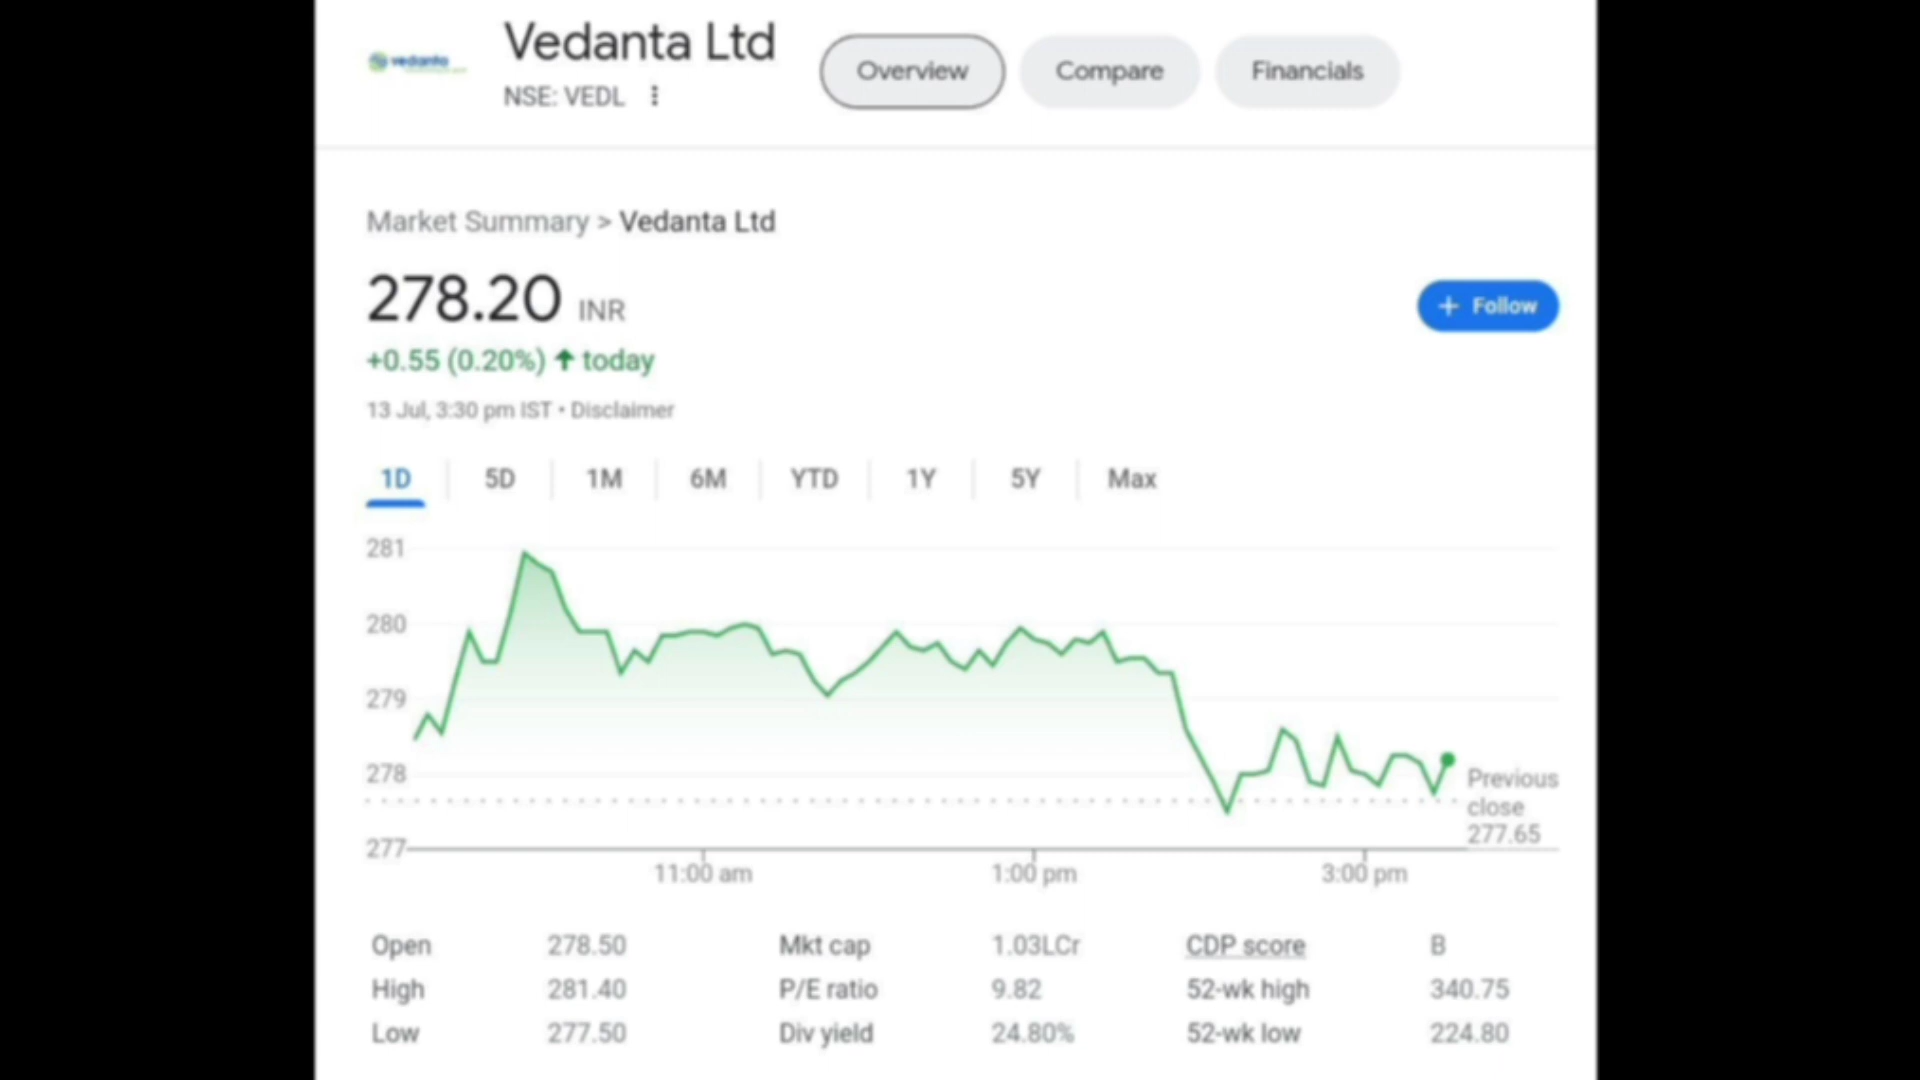 vedanta
Vedanta Ltd
NSE: VEDL
Overview
Compare
Financials
Market Summary > Vedanta Ltd
278.20 INR
+ Follow
+0.55 (0.20%) ↑ today
13 Jul, 3:30 pm IST • Disclaimer
1D 5D 1M 6M YTD 1Y 5Y Max
281
280
279
278
277
Previous
close
277.65
11:00 am 1:00 pm 3:00 pm
Open 278.50 Mkt cap 1.03LCr CDP score B
High 281.40 P/E ratio 9.82 52-wk high 340.75
Low 277.50 Div yield 24.80% 52-wk low 224.80